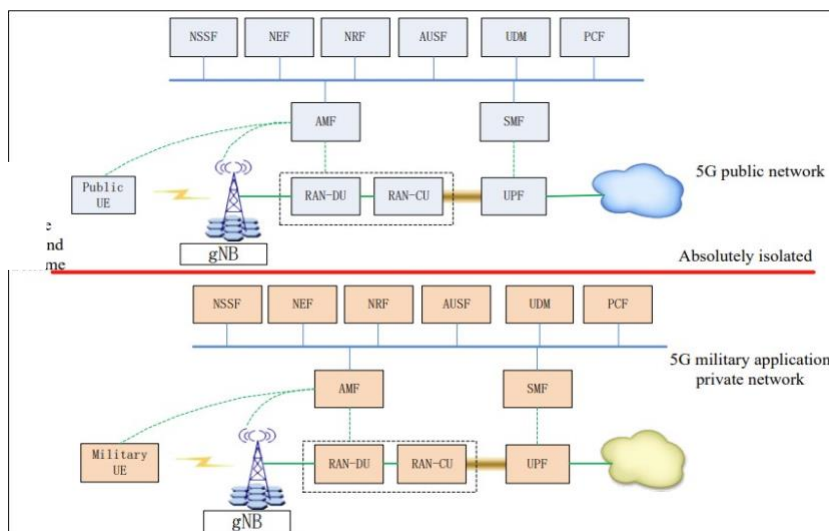 NSSF NEF NRF AUSF UDM PCF
AMF SMF
Public
UE
RAN-DU RAN-CU UPF
5G public network
gNB
e
nd
me
Absolutely isolated
NSSF NEF NRF AUSF UDM PCF
5G military application
private network
AMF SMF
Military
UE
RAN-DU RAN-CU UPF
gNB